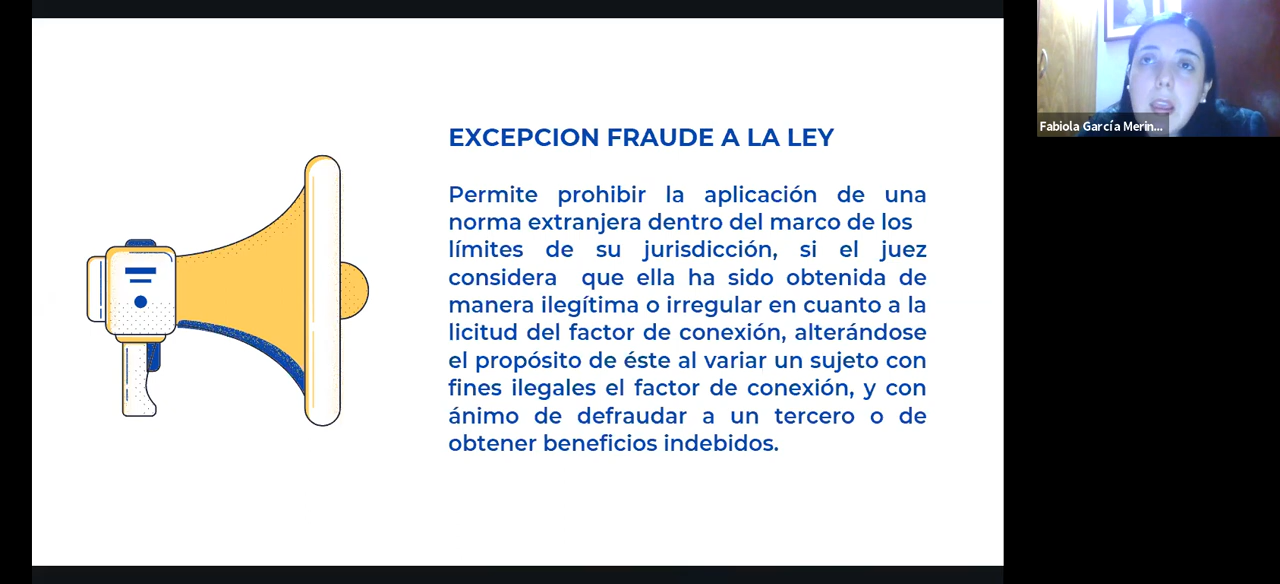 EXCEPCION FRAUDE A LA LEY
Permite prohibir la aplicación de una
norma extranjera dentro del marco de los
límites de su jurisdicción, si el juez
considera que ella ha sido obtenida de
manera ilegítima o irregular en cuanto a la
licitud del factor de conexión, alterándose
el propósito de éste al variar un sujeto con
fines ilegales el factor de conexión, y con
ánimo de defraudar a un tercero o de
obtener beneficios indebidos.
Fabiola García Merin...